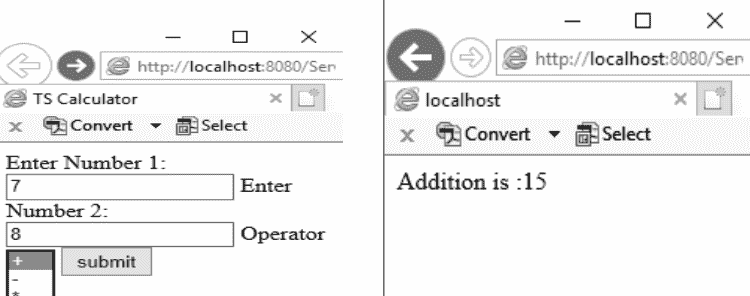 http://localhost:8080/Ser
TS Calculator
Convert Select
Enter Number 1:
7 Enter
Number 2:
8 Operator
+ submit
-
*
http://localhost:8080/Ser
localhost
Convert Select
Addition is :15